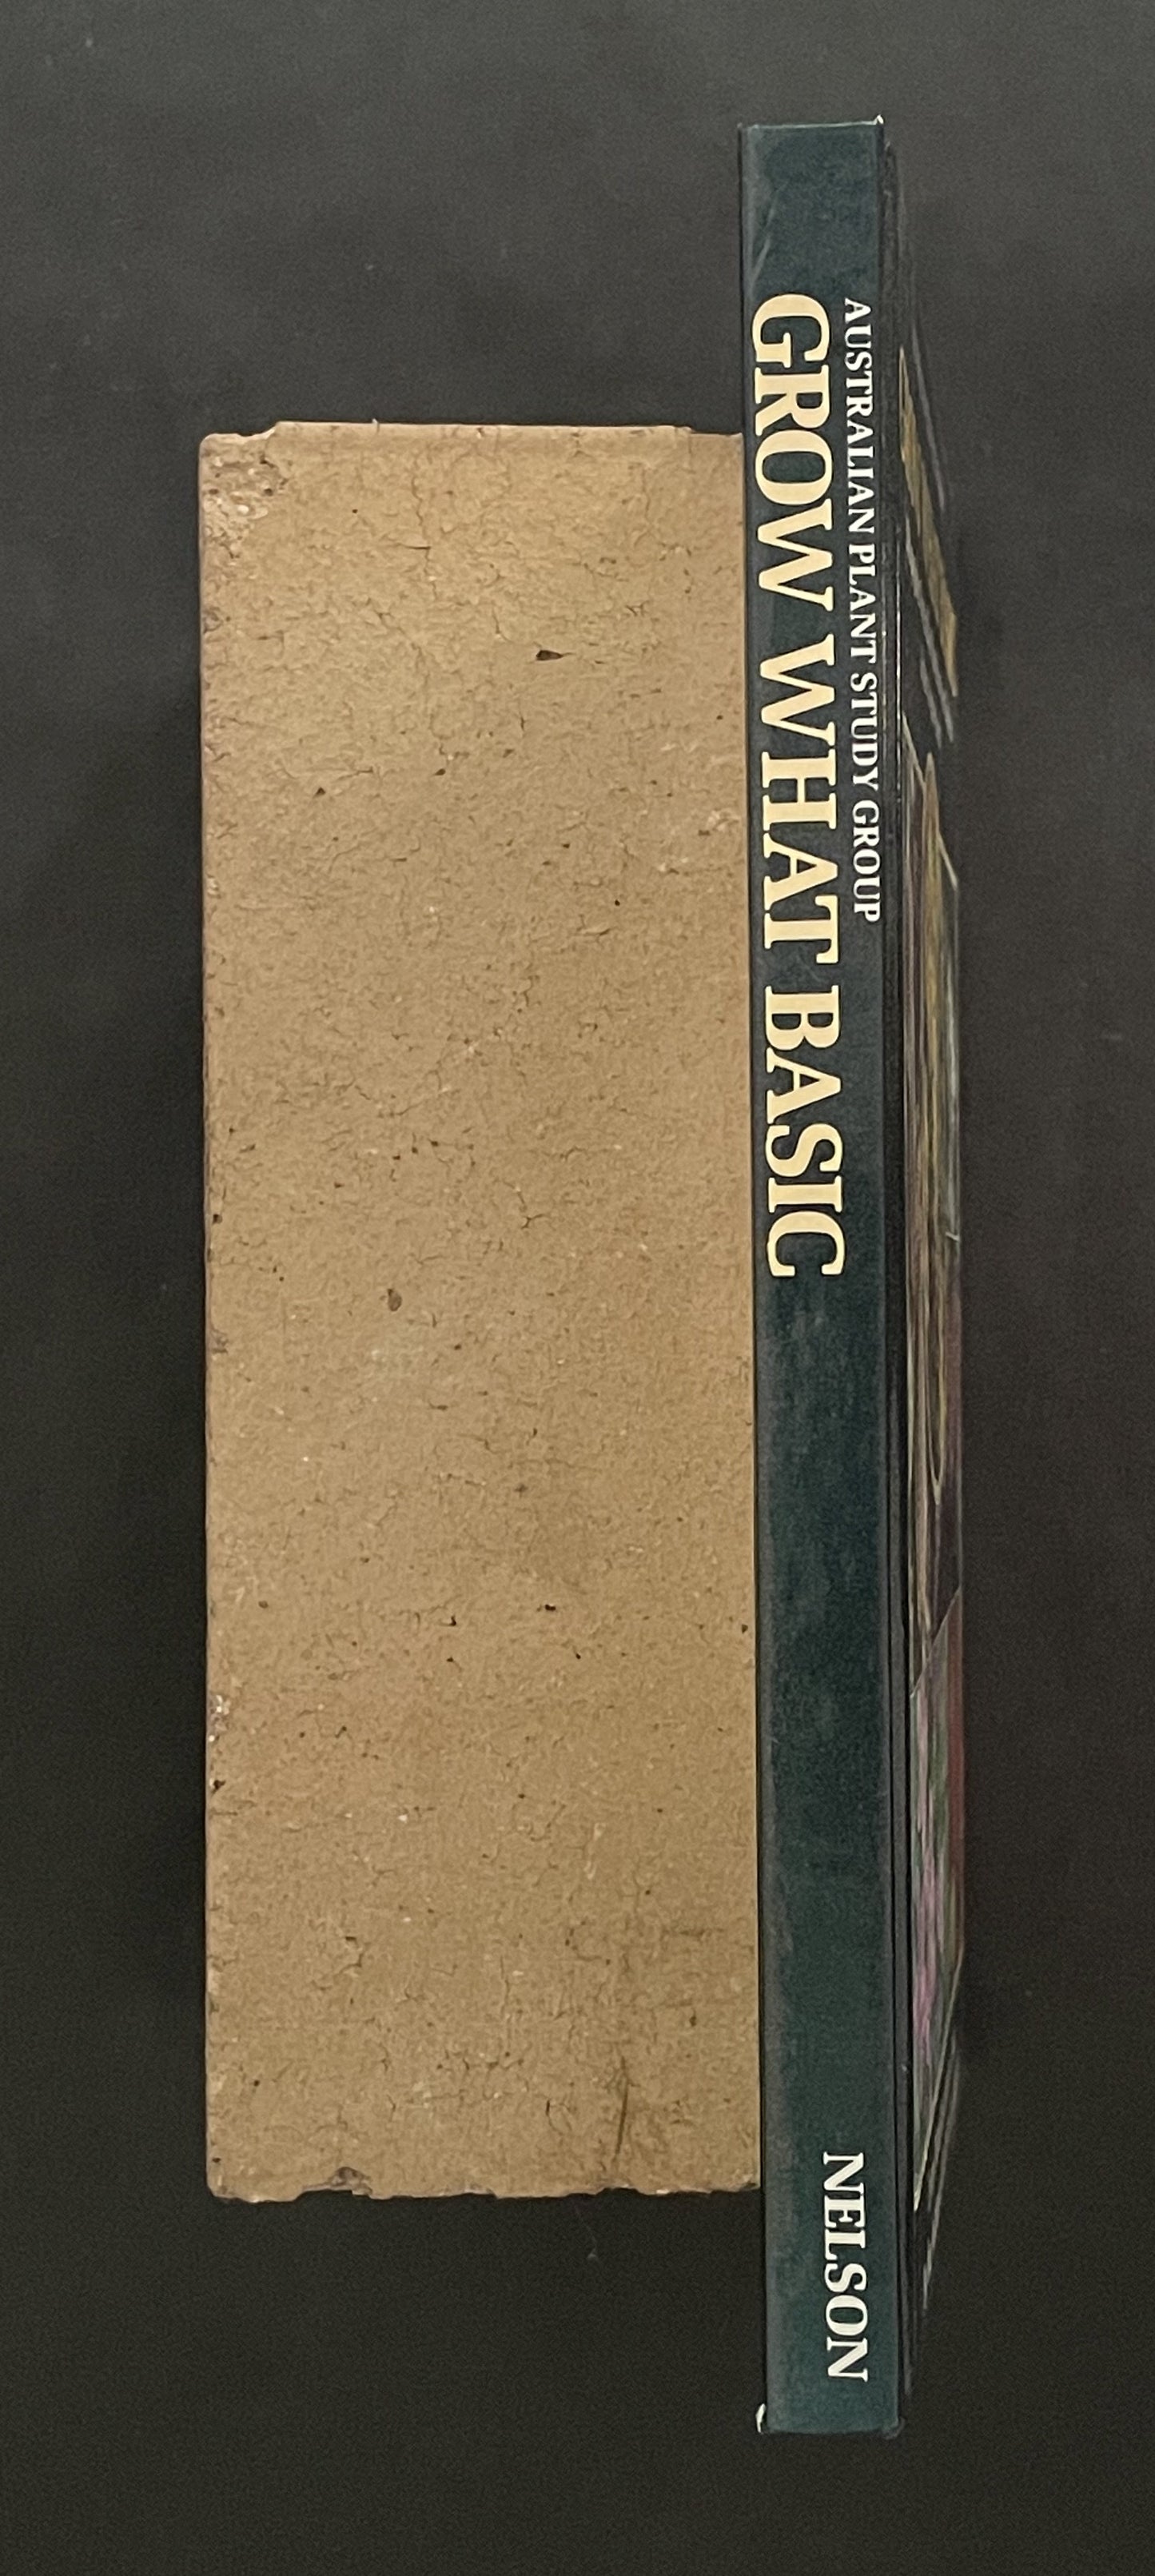 AUSTRALIAN PLANT STUDY GROUP
GROW WHAT BASIC
NELSON